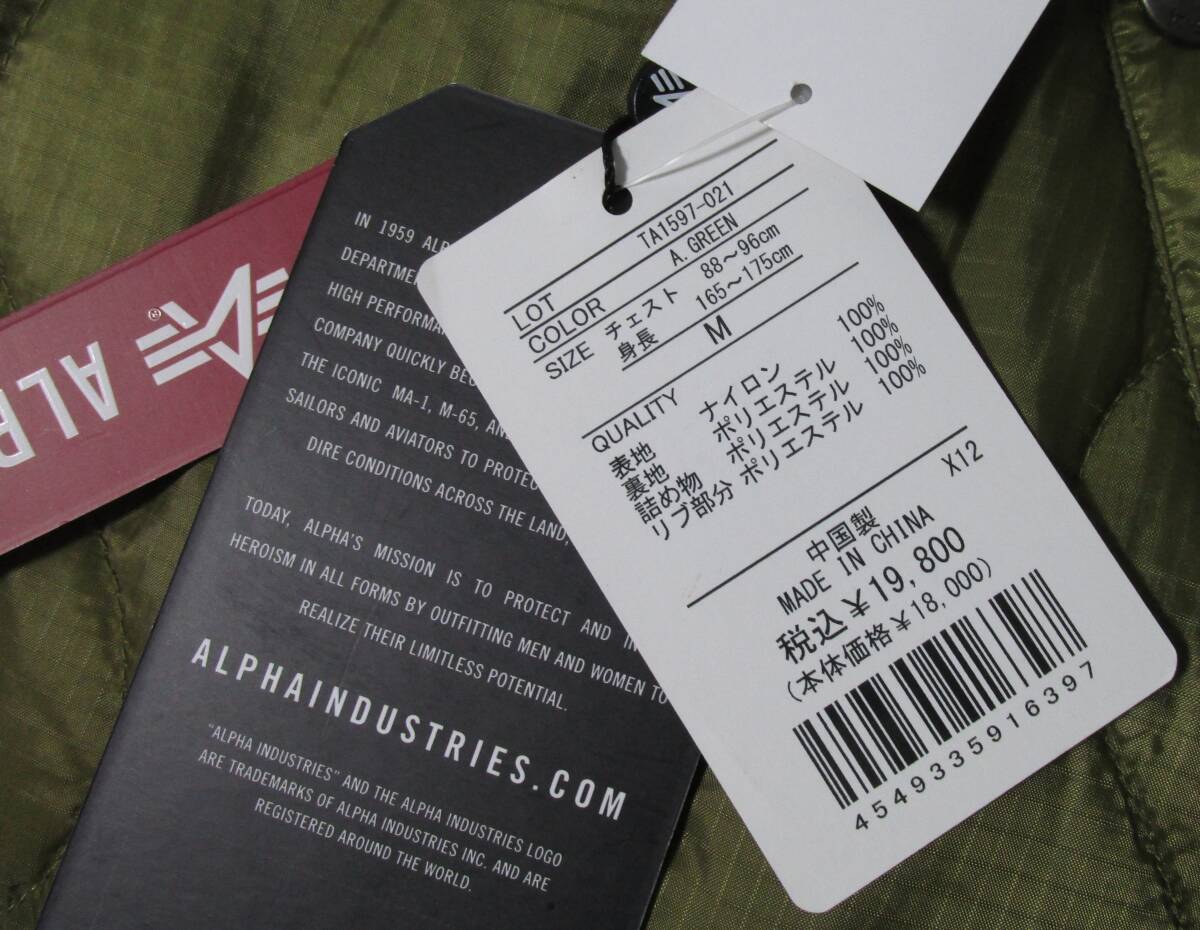 ALP
®
IN 1959 ALP
DEPARTMEN
HIGH PERFORMA
COMPANY QUICKLY BEC
THE ICONIC MA-1, M-65, AN
SAILORS AND AVIATORS TO PROTEC
DIRE CONDITIONS ACROSS THE LAND,
TODAY, ALPHA'S MISSION IS TO PROTECT AND IN
HEROISM IN ALL FORMS BY OUTFITTING MEN AND WOMEN TO
REALIZE THEIR LIMITLESS POTENTIAL.
ALPHAINDUSTRIES.COM
"ALPHA INDUSTRIES" AND THE ALPHA INDUSTRIES LOGO
ARE TRADEMARKS OF ALPHA INDUSTRIES INC. AND ARE
REGISTERED AROUND THE WORLD.
LOT TA1597-021
COLOR A.GREEN
SIZE チェスト 88～96cm
身長 165～175cm
M
QUALITY
表地 ナイロン 100%
裏地 ポリエステル 100%
詰め物 ポリエステル 100%
リブ部分 ポリエステル 100%
X12
中国製
MADE IN CHINA
税込¥19,800
(本体価格¥18,000)
4549335916397